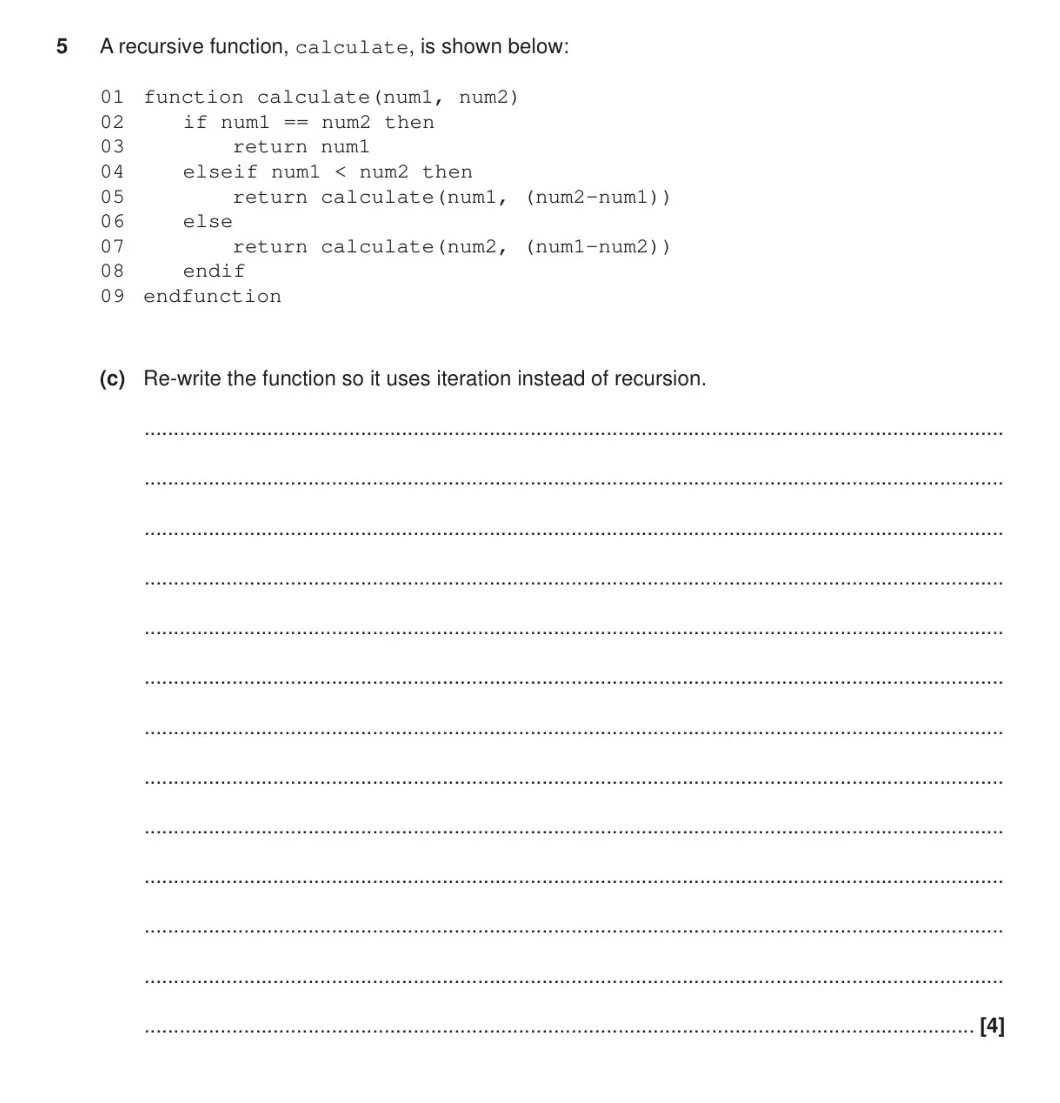 5 A recursive function, calculate, is shown below:
01 function calculate(num1, num2)
02 if num1 == num2 then
03 return num1
04 elseif num1 < num2 then
05 return calculate(num1, (num2-num1))
06 else
07 return calculate(num2, (num1-num2))
08 endif
09 endfunction
(c) Re-write the function so it uses iteration instead of recursion.
[4]